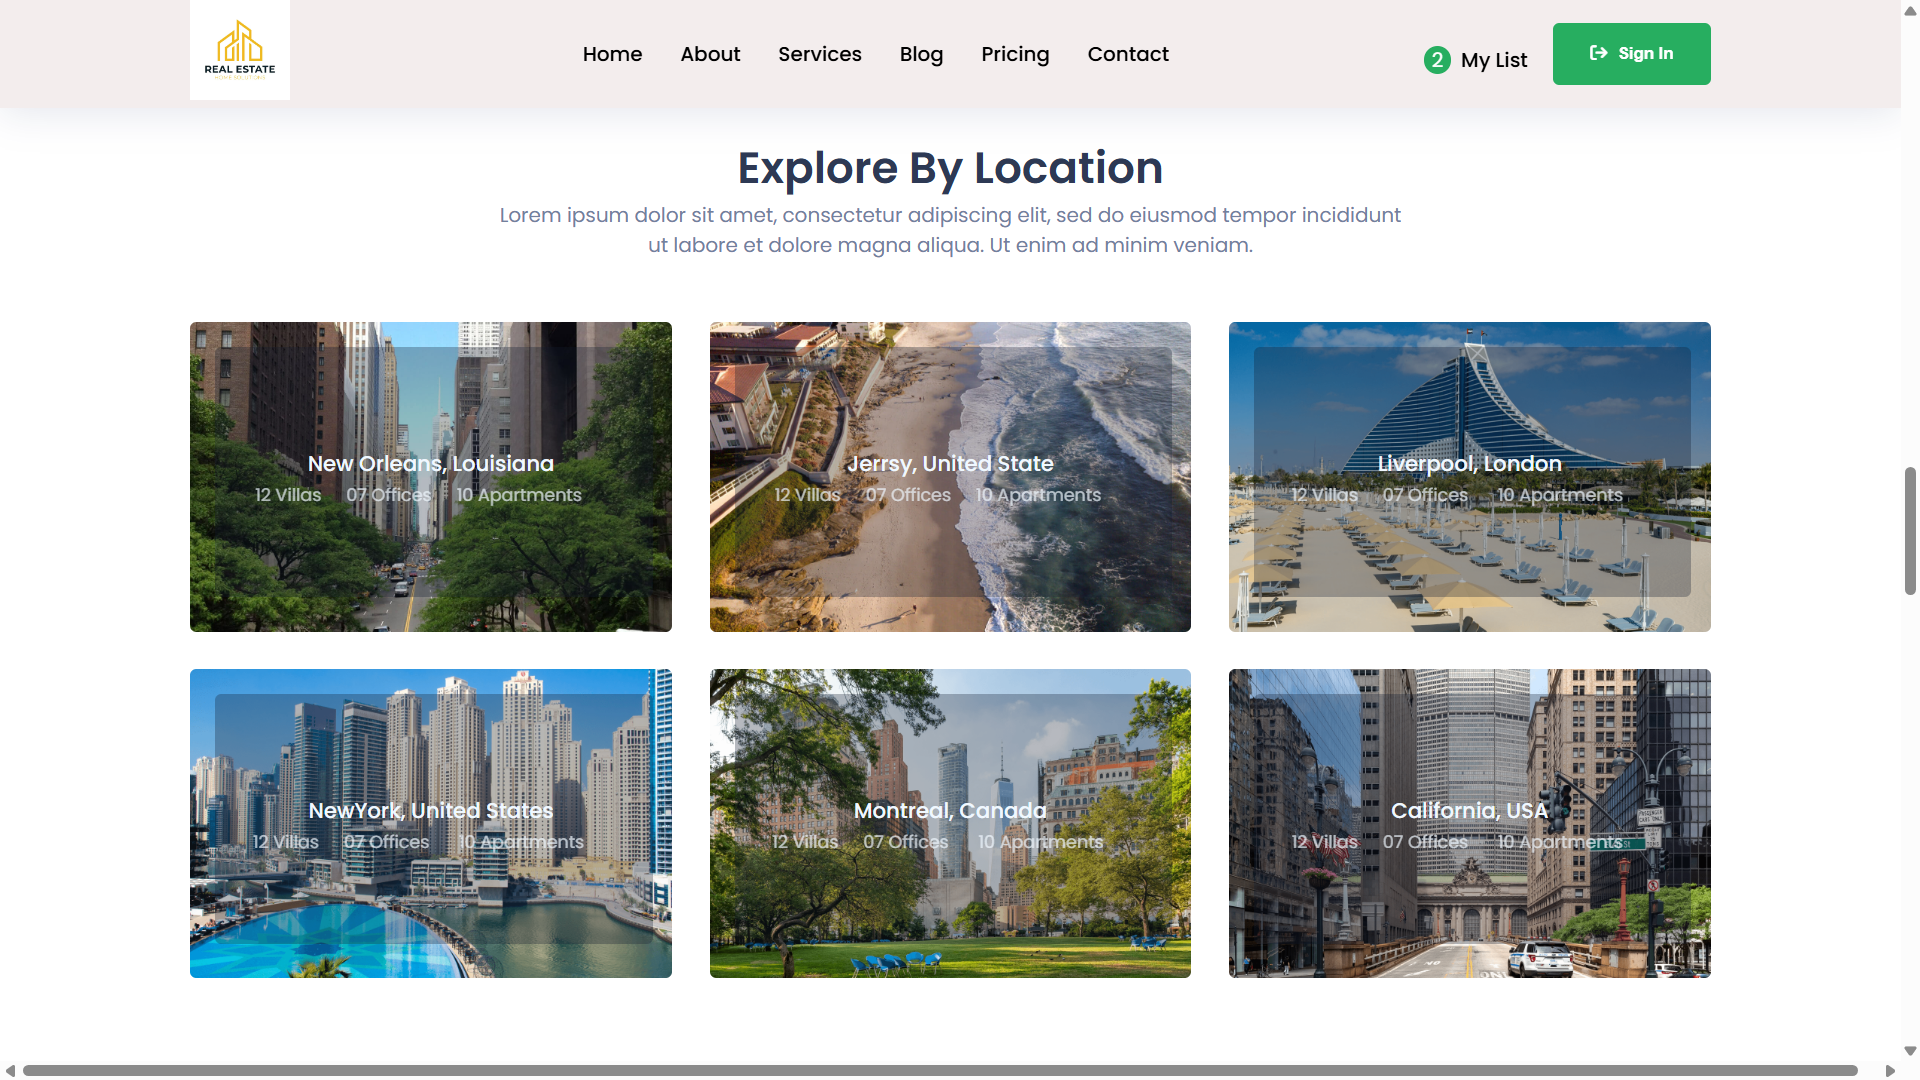 REAL ESTATE
Home About Services Blog Pricing Contact
2 My List
Sign In
Explore By Location
Lorem ipsum dolor sit amet, consectetur adipiscing elit, sed do eiusmod tempor incididunt
ut labore et dolore magna aliqua. Ut enim ad minim veniam.
New Orleans, Louisiana
12 Villas 07 Offices 10 Apartments
Jerrsy, United State
12 Villas 07 Offices 10 Apartments
Liverpool, London
12 Villas 07 Offices 10 Apartments
NewYork, United States
12 Villas 07 Offices 10 Apartments
Montreal, Canada
12 Villas 07 Offices 10 Apartments
California, USA
12 Villas 07 Offices 10 Apartments